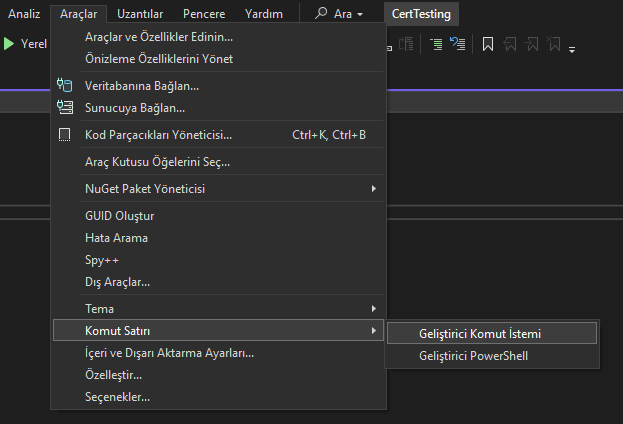 Analiz Araçlar Uzantılar Pencere Yardım Ara CertTesting
Yerel
Araçlar ve Özellikler Edinin...
Önizleme Özelliklerini Yönet
Veritabanına Bağlan...
Sunucuya Bağlan...
Kod Parçacıkları Yöneticisi... Ctrl+K, Ctrl+B
Araç Kutusu Öğelerini Seç...
NuGet Paket Yöneticisi
GUID Oluştur
Hata Arama
Spy++
Dış Araçlar...
Tema
Komut Satırı
Geliştirici Komut İstemi
Geliştirici PowerShell
İçeri ve Dışarı Aktarma Ayarları...
Özelleştir...
Seçenekler...